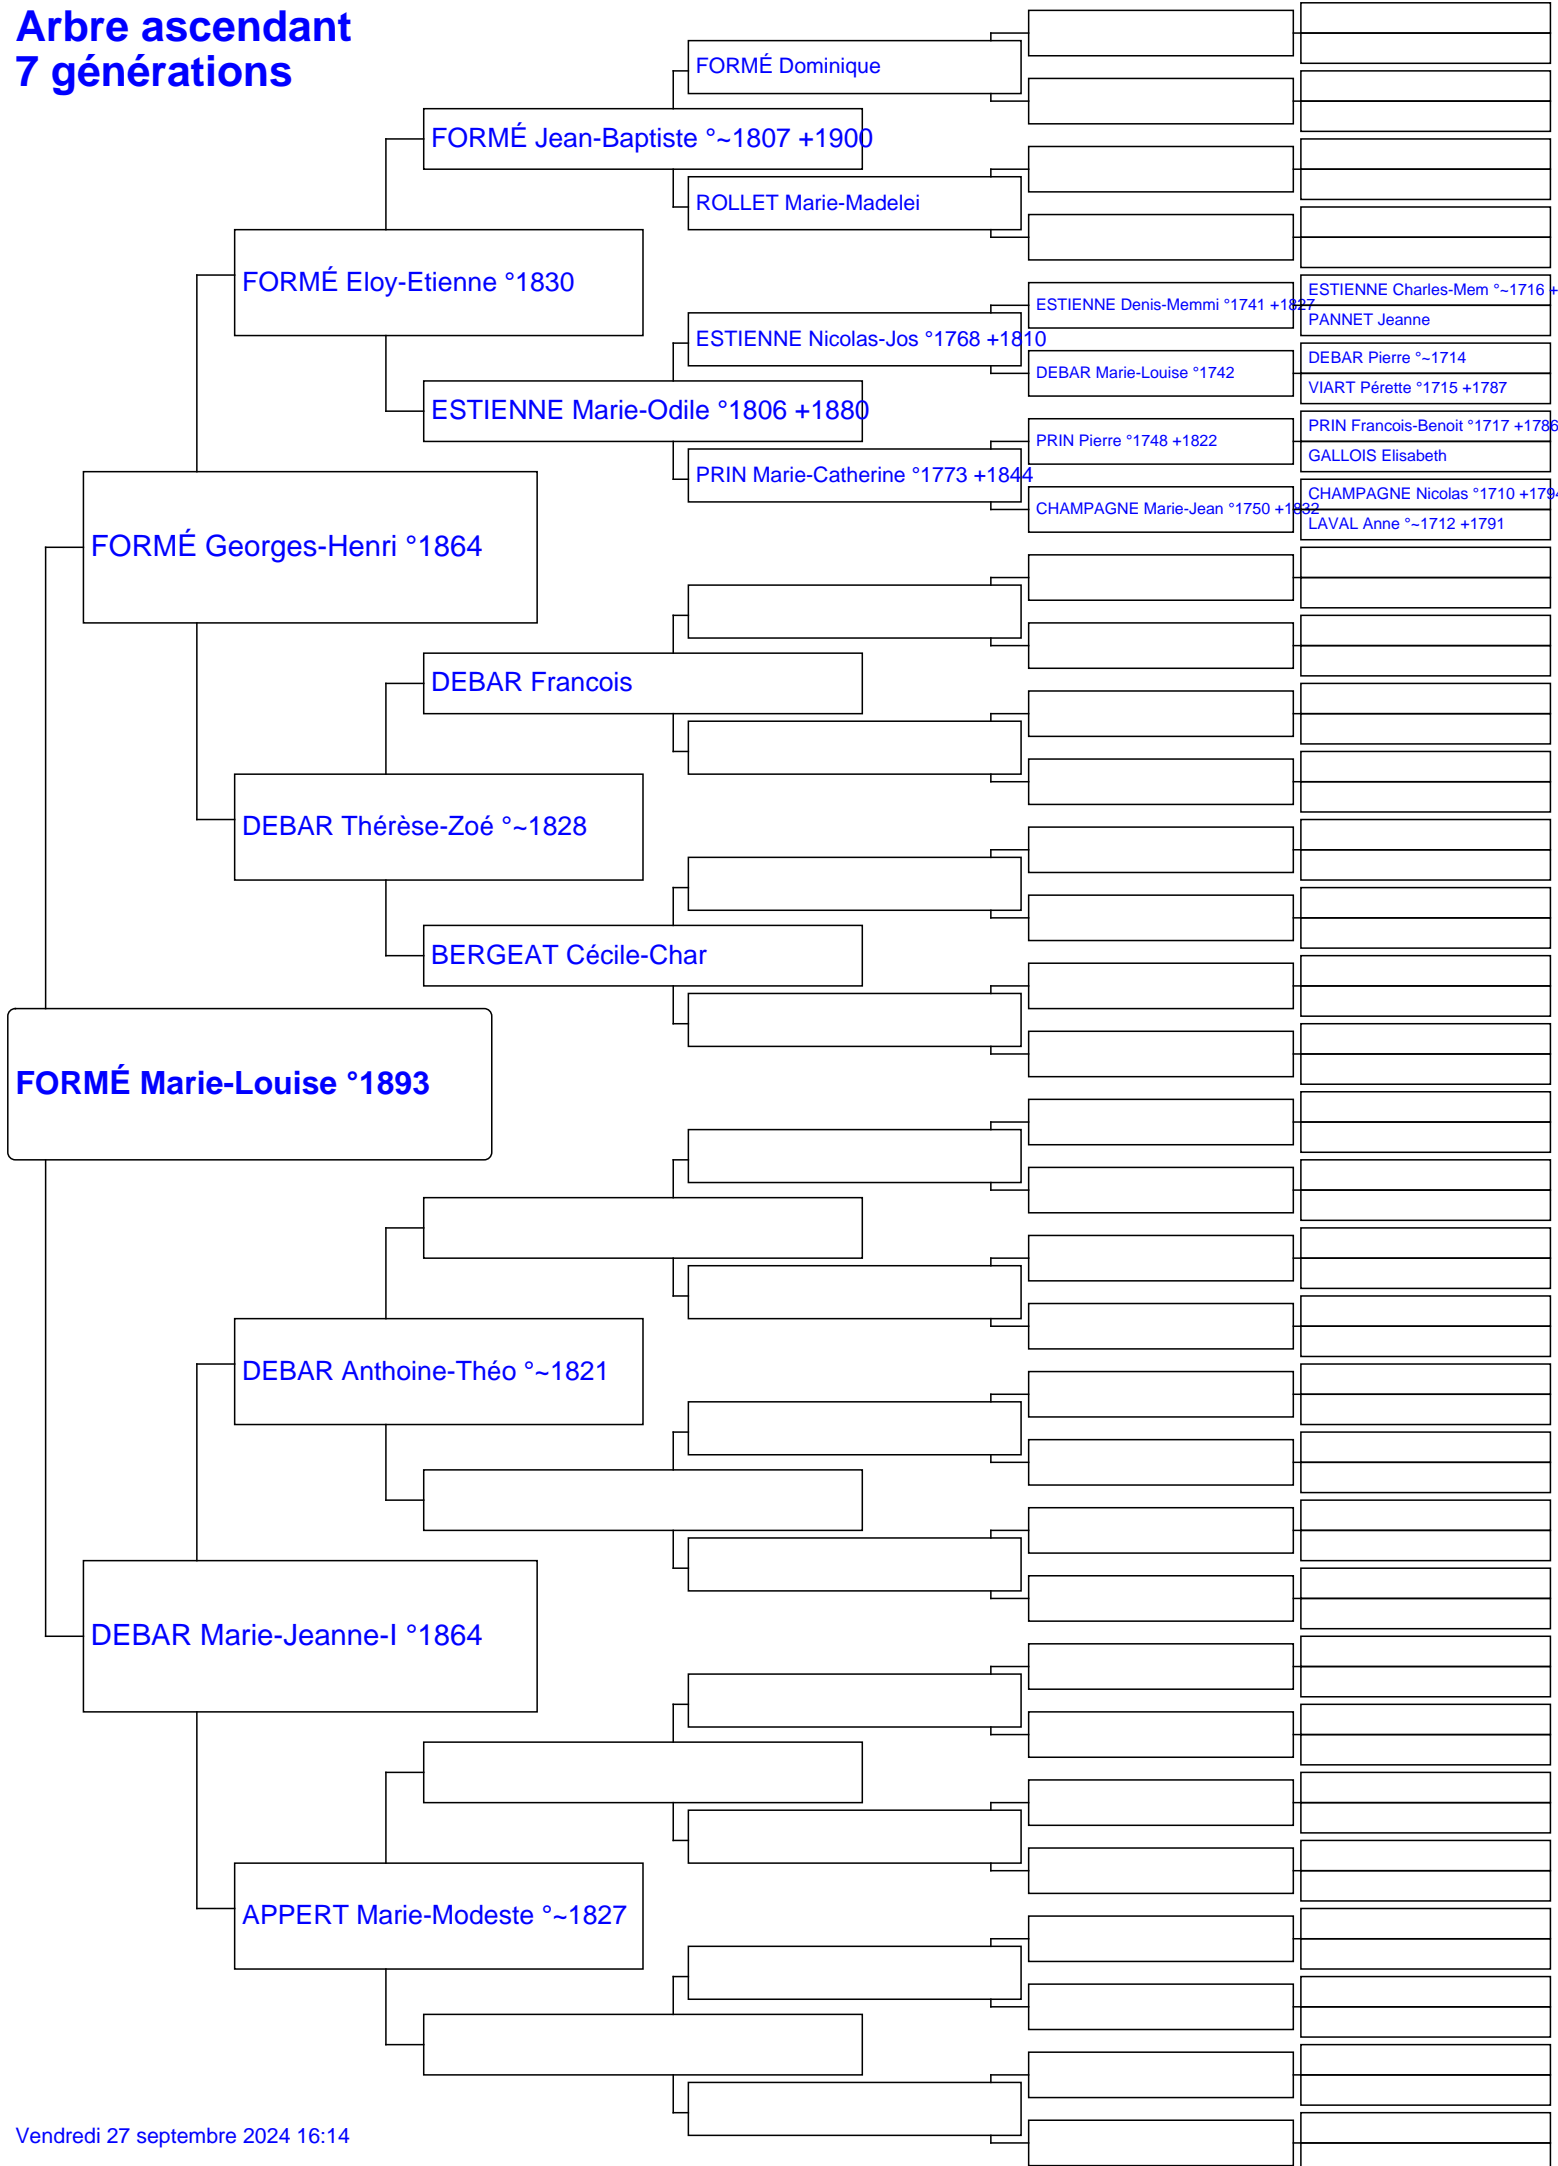 Arbre ascendant
7 générations
FORMÉ Dominique
FORMÉ Jean-Baptiste °~1807 +1900
ROLLET Marie-Madelei
FORMÉ Eloy-Etienne °1830
ESTIENNE Charles-Mem °~1716 +
ESTIENNE Denis-Memmi °1741 +1827
PANNET Jeanne
ESTIENNE Nicolas-Jos °1768 +1810
DEBAR Pierre °~1714
DEBAR Marie-Louise °1742
VIART Pérette °1715 +1787
ESTIENNE Marie-Odile °1806 +1880
PRIN Francois-Benoit °1717 +1786
PRIN Pierre °1748 +1822
GALLOIS Elisabeth
PRIN Marie-Catherine °1773 +1844
CHAMPAGNE Nicolas °1710 +1794
CHAMPAGNE Marie-Jean °1750 +1832
LAVAL Anne °~1712 +1791
FORMÉ Georges-Henri °1864
DEBAR Francois
DEBAR Thérèse-Zoé °~1828
BERGEAT Cécile-Char
FORMÉ Marie-Louise °1893
DEBAR Anthoine-Théo °~1821
DEBAR Marie-Jeanne-I °1864
APPERT Marie-Modeste °~1827
Vendredi 27 septembre 2024 16:14